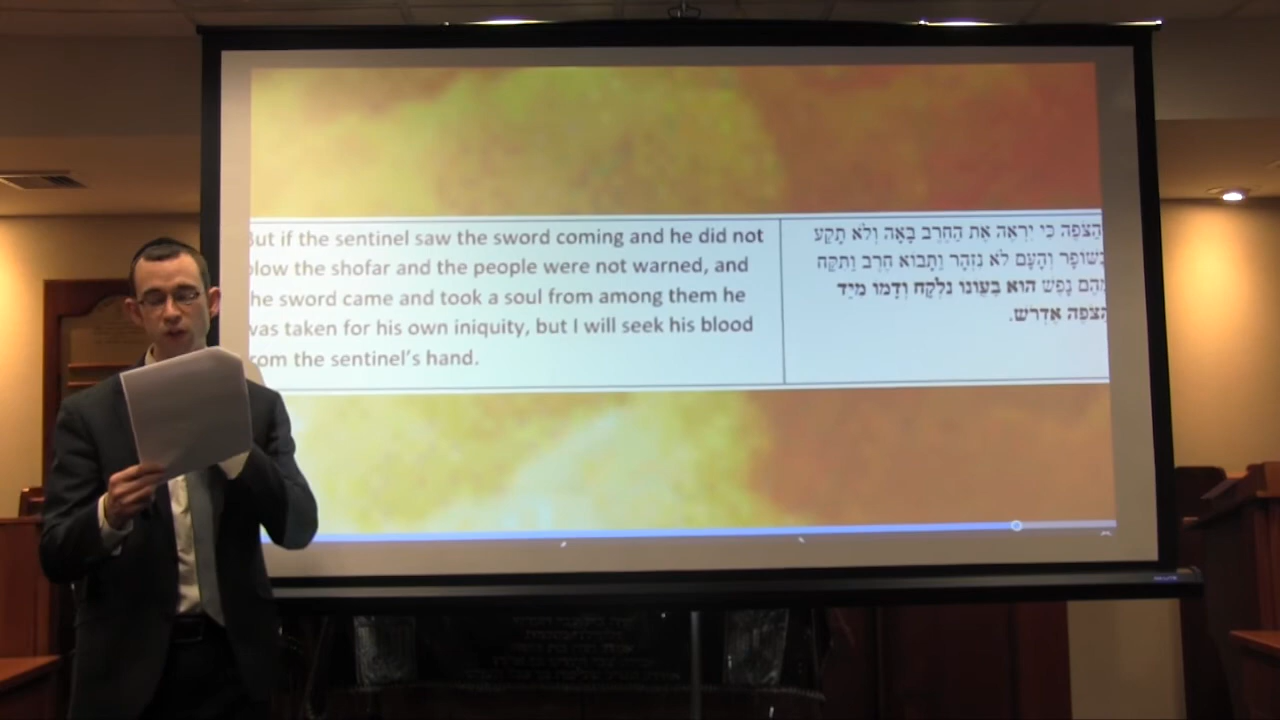 But if the sentinel saw the sword coming and he did not
blow the shofar and the people were not warned, and
the sword came and took a soul from among them he
was taken for his own iniquity, but I will seek his blood
from the sentinel's hand.
הַצֹּפֶה כִּי יִרְאֶה אֶת הַחֶרֶב בָּאָה וְלֹא תָקַע
בַּשּׁוֹפָר וְהָעָם לֹא נִזְהָר וַתָּבוֹא חֶרֶב וַתִּקַּח
מֵהֶם נָפֶשׁ הוּא בַּעֲוֺנוֹ נִלְקָח וְדָמוֹ מִיַּד
הַצֹּפֶה אֶדְרֹשׁ.